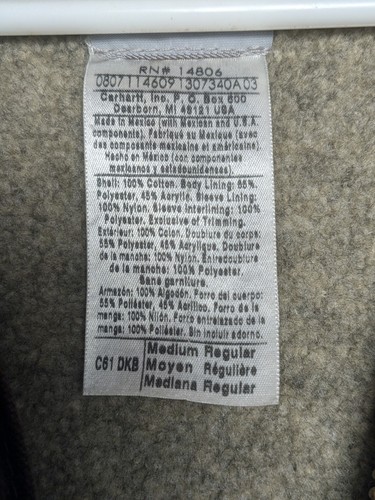 RN# 14806
0807114609 1307340A03
Carhartt, Inc. P. O. Box 600
Dearborn, MI 48121 USA
Made in Mexico (with Mexican and U.S.A.
components). Fabriqué au Mexique (avec
des composants mexicains et américains).
Hecho en México (con componentes
mexicanos y estadounidenses).
Shell: 100% Cotton. Body Lining: 55%
Polyester, 45% Acrylic. Sleeve Lining:
100% Nylon. Sleeve Interlining: 100%
Polyester. Exclusive of Trimming.
Extérieur: 100% Coton. Doublure du corps:
55% Polyester, 45% Acrylique. Doublure
de la manche: 100% Nylon. Entredoublure
de la manche: 100% Polyester.
Sans garniture.
Armazón: 100% Algodón. Forro del cuerpo:
55% Poliéster, 45% Acrílico. Forro de la
manga: 100% Nilón. Forro entrelazado de la
manga: 100% Poliéster. Sin incluir adorno.
C61 DKB
Medium Regular
Moyen Régulière
Mediana Regular